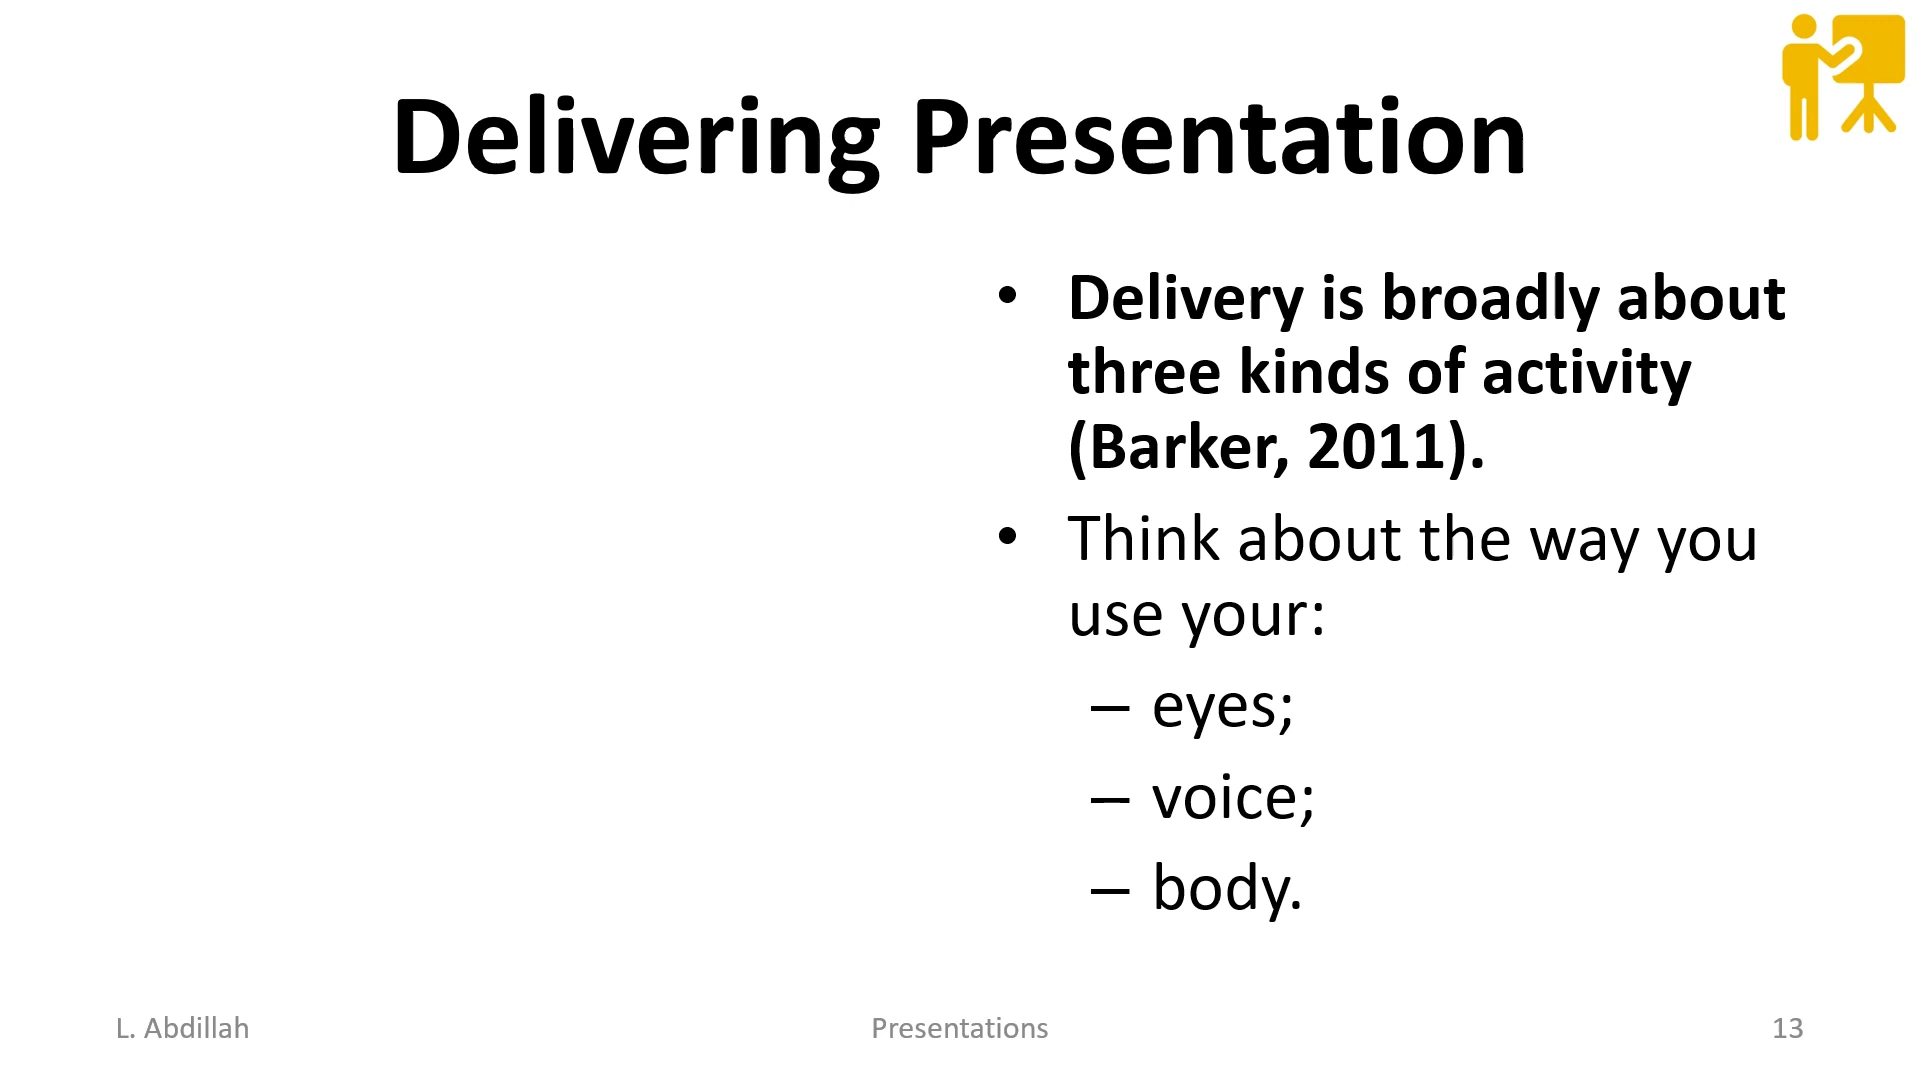 Delivering Presentation
• Delivery is broadly about
three kinds of activity
(Barker, 2011).
• Think about the way you
use your:
– eyes;
– voice;
– body.
L. Abdillah
Presentations
13